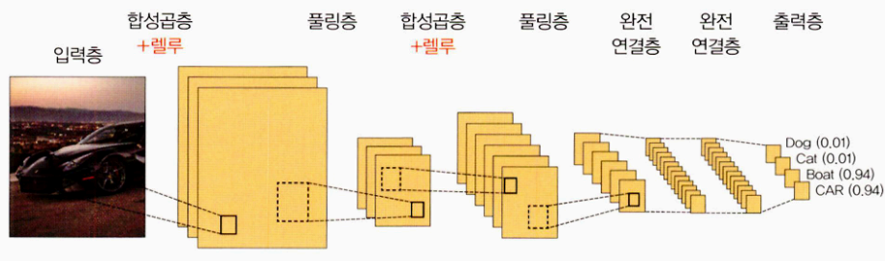 입력층
합성곱층
+렐루
풀링층
합성곱층
+렐루
풀링층
완전
연결층
완전
연결층
출력층
Dog (0.01)
Cat (0.01)
Boat (0.94)
CAR (0.94)